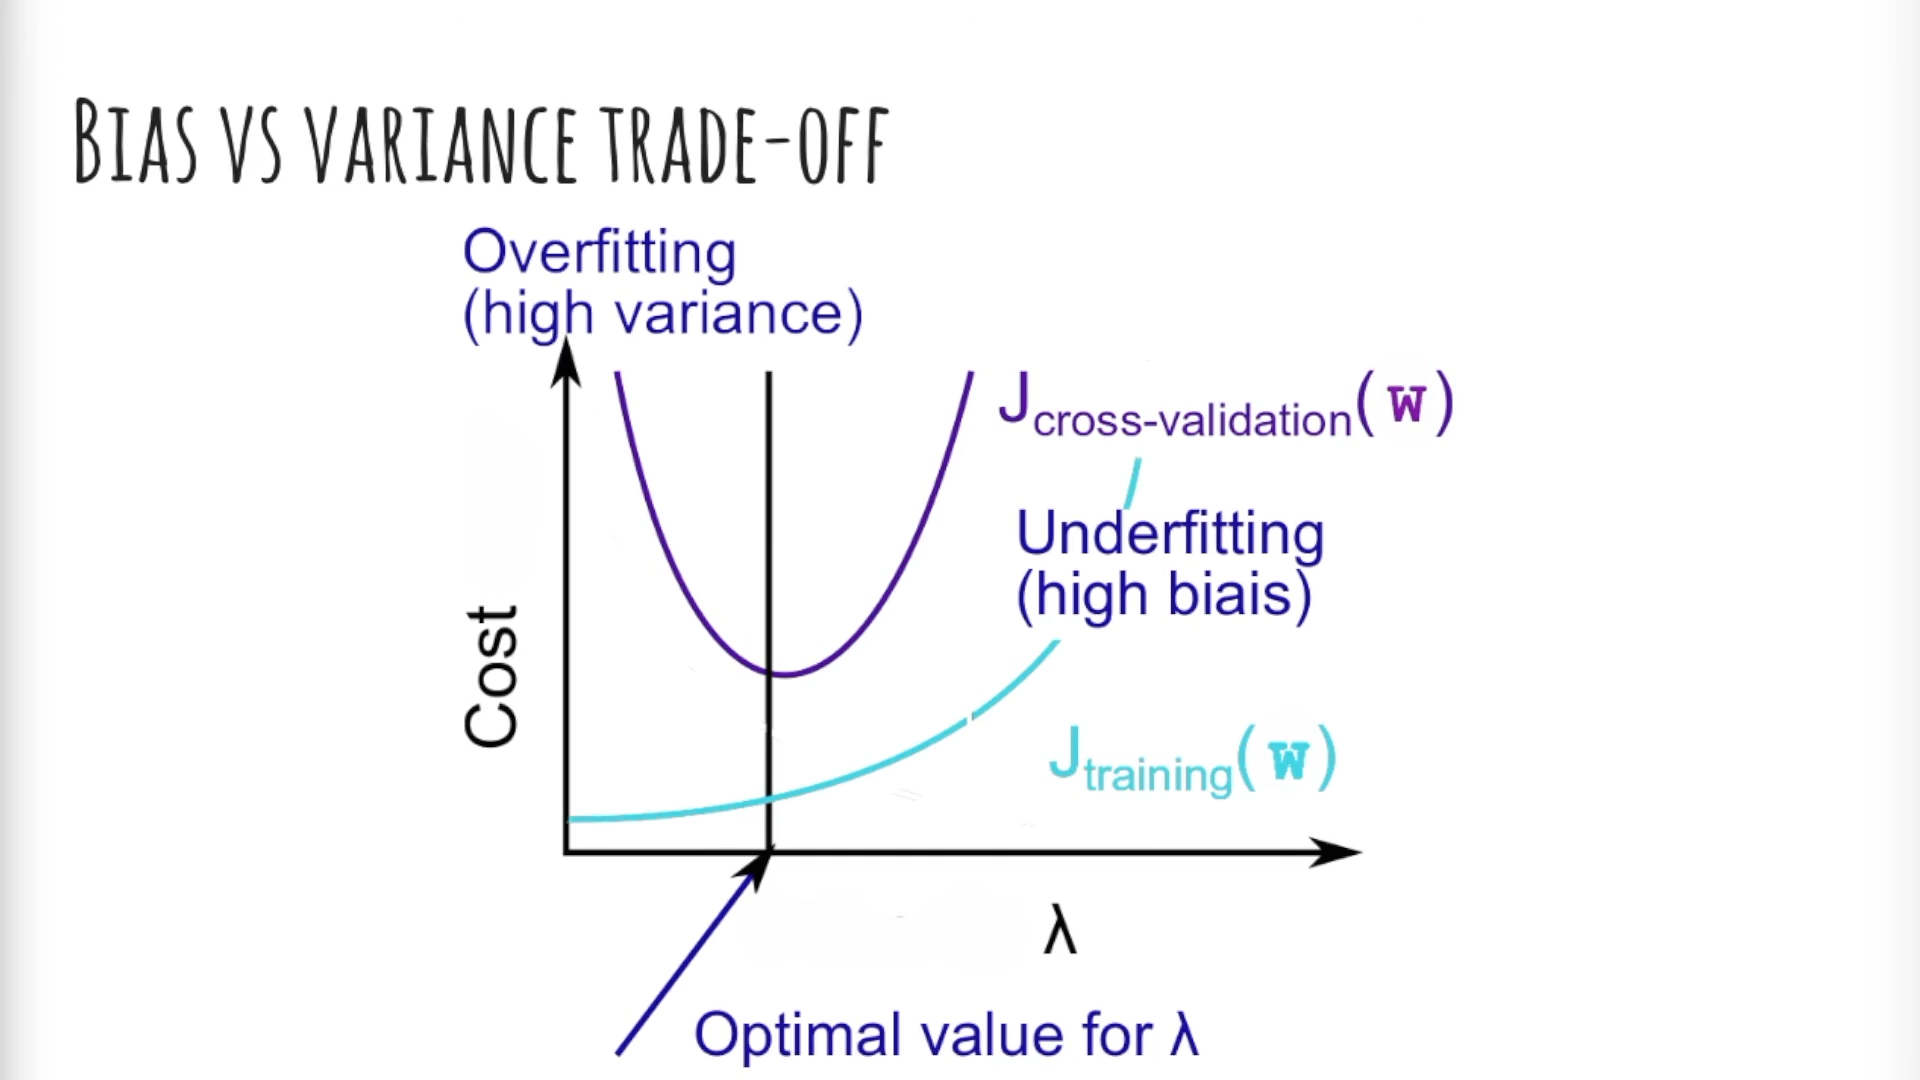 BIAS VS VARIANCE TRADE-OFF
Overfitting
(high variance)
Jcross-validation(w)
Underfitting
(high biais)
Cost
Jtraining(w)
λ
Optimal value for λ